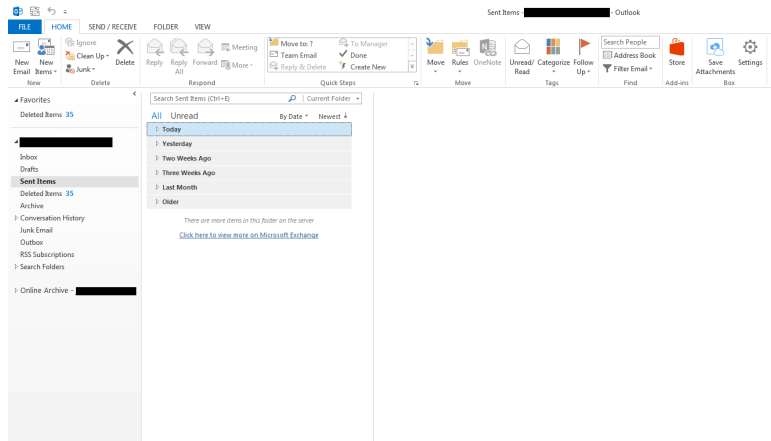 Sent Items - - Outlook
FILE HOME SEND / RECEIVE FOLDER VIEW
New Email
New Items
Ignore
Clean Up
Junk
Delete
Reply
Reply All
Forward
Meeting
More
Move to: ?
Team Email
Reply & Delete
To Manager
Done
Create New
Move
Rules
OneNote
Unread/ Read
Categorize
Follow Up
Search People
Address Book
Filter Email
Store
Save Attachments
Settings
New Delete Respond Quick Steps Move Tags Find Add-ins Box
Favorites
Deleted Items 35
Inbox
Drafts
Sent Items
Deleted Items 35
Archive
Conversation History
Junk Email
Outbox
RSS Subscriptions
Search Folders
Online Archive -
Search Sent Items (Ctrl+E) Current Folder
All Unread By Date Newest ↓
Today
Yesterday
Two Weeks Ago
Three Weeks Ago
Last Month
Older
There are more items in this folder on the server
Click here to view more on Microsoft Exchange